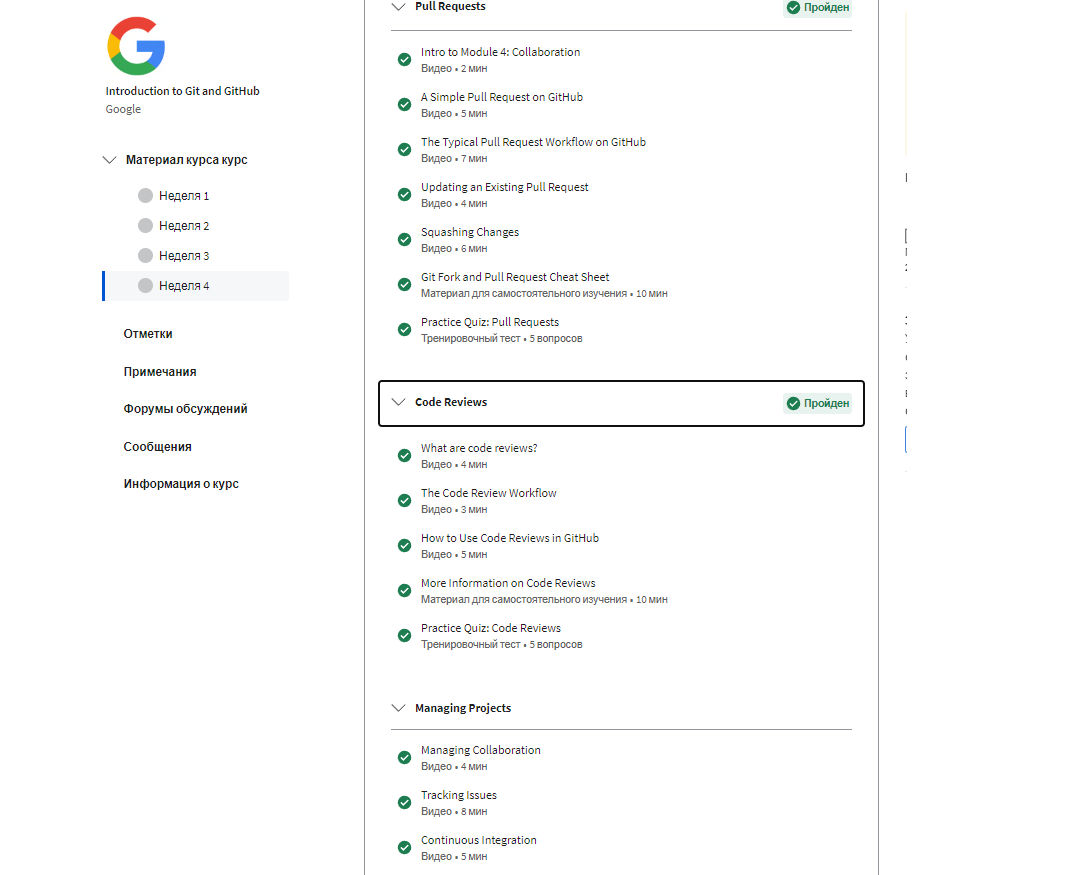 Introduction to Git and GitHub
Google
Материал курса курс
Неделя 1
Неделя 2
Неделя 3
Неделя 4
Отметки
Примечания
Форумы обсуждений
Сообщения
Информация о курс
Pull Requests
Пройден
Intro to Module 4: Collaboration
Видео • 2 мин
A Simple Pull Request on GitHub
Видео • 5 мин
The Typical Pull Request Workflow on GitHub
Видео • 7 мин
Updating an Existing Pull Request
Видео • 4 мин
Squashing Changes
Видео • 6 мин
Git Fork and Pull Request Cheat Sheet
Материал для самостоятельного изучения • 10 мин
Practice Quiz: Pull Requests
Тренировочный тест • 5 вопросов
Code Reviews
Пройден
What are code reviews?
Видео • 4 мин
The Code Review Workflow
Видео • 3 мин
How to Use Code Reviews in GitHub
Видео • 5 мин
More Information on Code Reviews
Материал для самостоятельного изучения • 10 мин
Practice Quiz: Code Reviews
Тренировочный тест • 5 вопросов
Managing Projects
Managing Collaboration
Видео • 4 мин
Tracking Issues
Видео • 8 мин
Continuous Integration
Видео • 5 мин